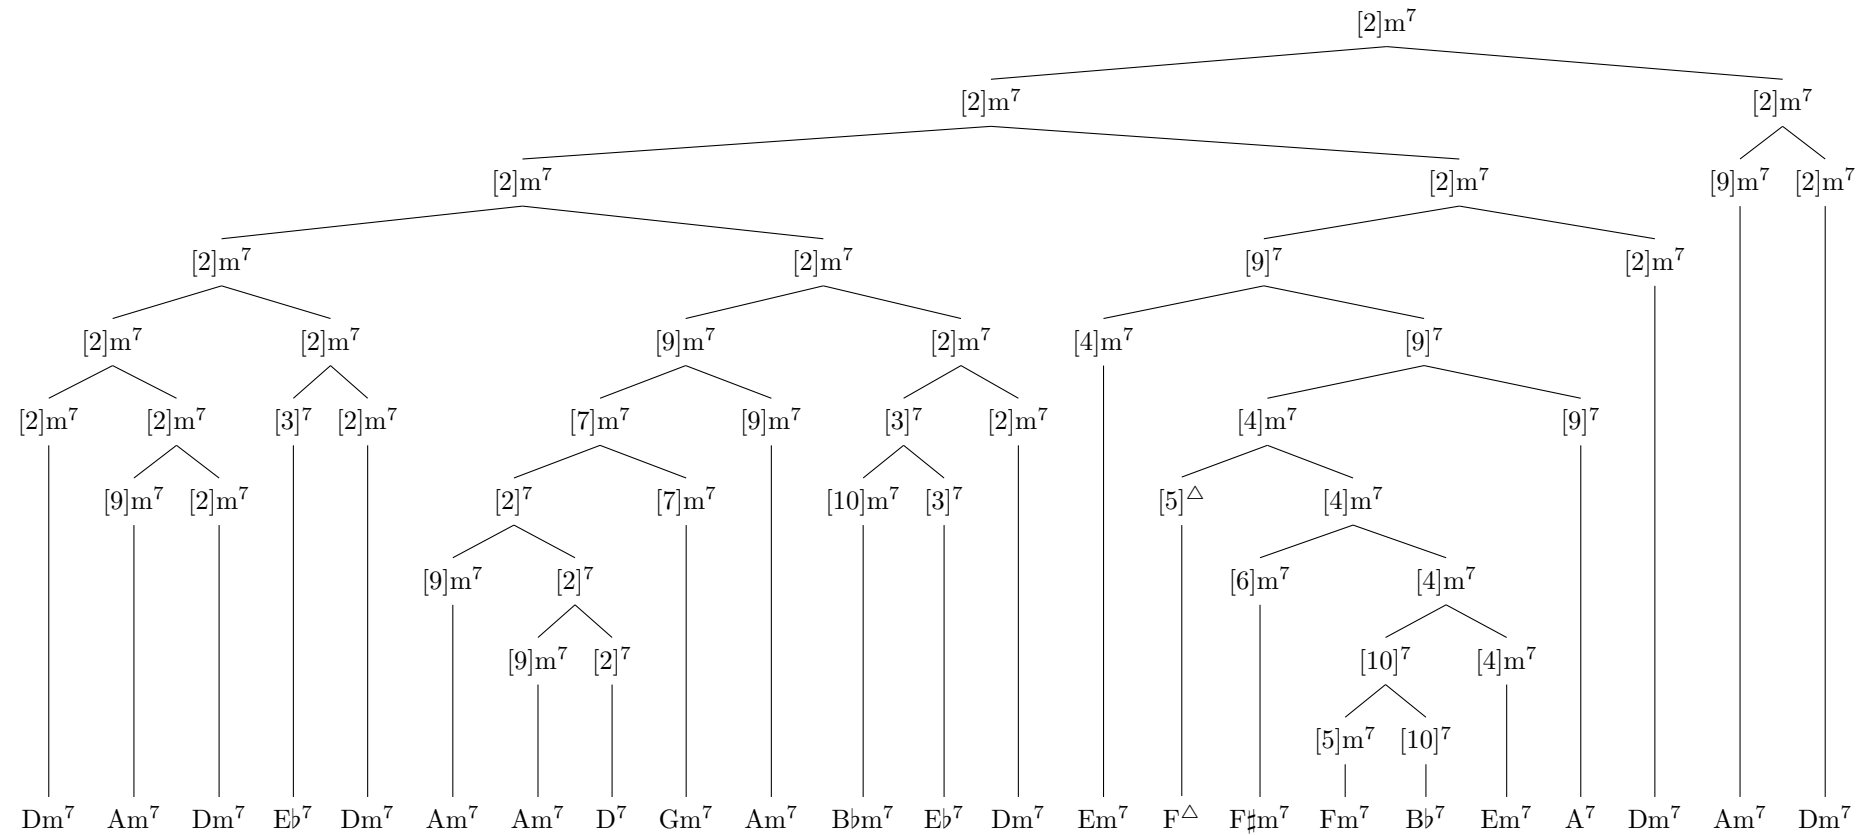 [2]m⁷
[2]m⁷ [2]m⁷
[2]m⁷ [2]m⁷ [9]m⁷ [2]m⁷
[2]m⁷ [2]m⁷ [9]⁷ [2]m⁷
[2]m⁷ [2]m⁷ [9]m⁷ [2]m⁷ [4]m⁷ [9]⁷
[2]m⁷ [2]m⁷ [3]⁷ [2]m⁷ [7]m⁷ [9]m⁷ [3]⁷ [2]m⁷ [4]m⁷ [9]⁷
[9]m⁷ [2]m⁷ [2]⁷ [7]m⁷ [10]m⁷ [3]⁷ [5]△ [4]m⁷
[9]m⁷ [2]⁷ [6]m⁷ [4]m⁷
[9]m⁷ [2]⁷ [10]⁷ [4]m⁷
[5]m⁷ [10]⁷
Dm⁷ Am⁷ Dm⁷ E♭⁷ Dm⁷ Am⁷ Am⁷ D⁷ Gm⁷ Am⁷ B♭m⁷ E♭⁷ Dm⁷ Em⁷ F△ F♯m⁷ Fm⁷ B♭⁷ Em⁷ A⁷ Dm⁷ Am⁷ Dm⁷